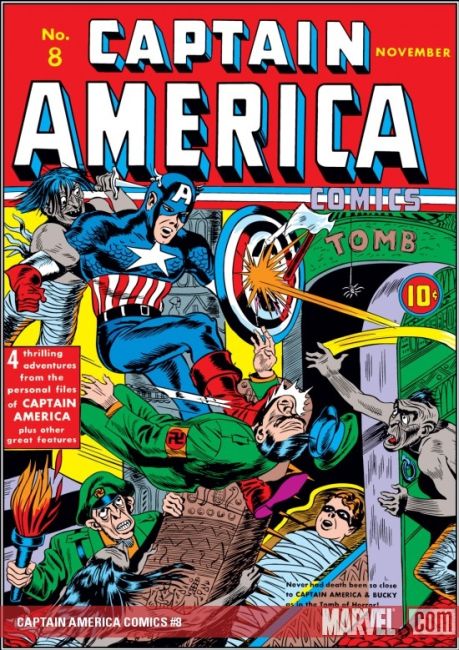 No.
8
CAPTAIN
NOVEMBER
AMERICA
COMICS
TOMB
10¢
4 thrilling
adventures
from the
personal files
of CAPTAIN
AMERICA
plus other
great features
Never had death been so close
to CAPTAIN AMERICA & BUCKY
as in the Tomb of Horror!
CAPTAIN AMERICA COMICS #8
MARVEL.com